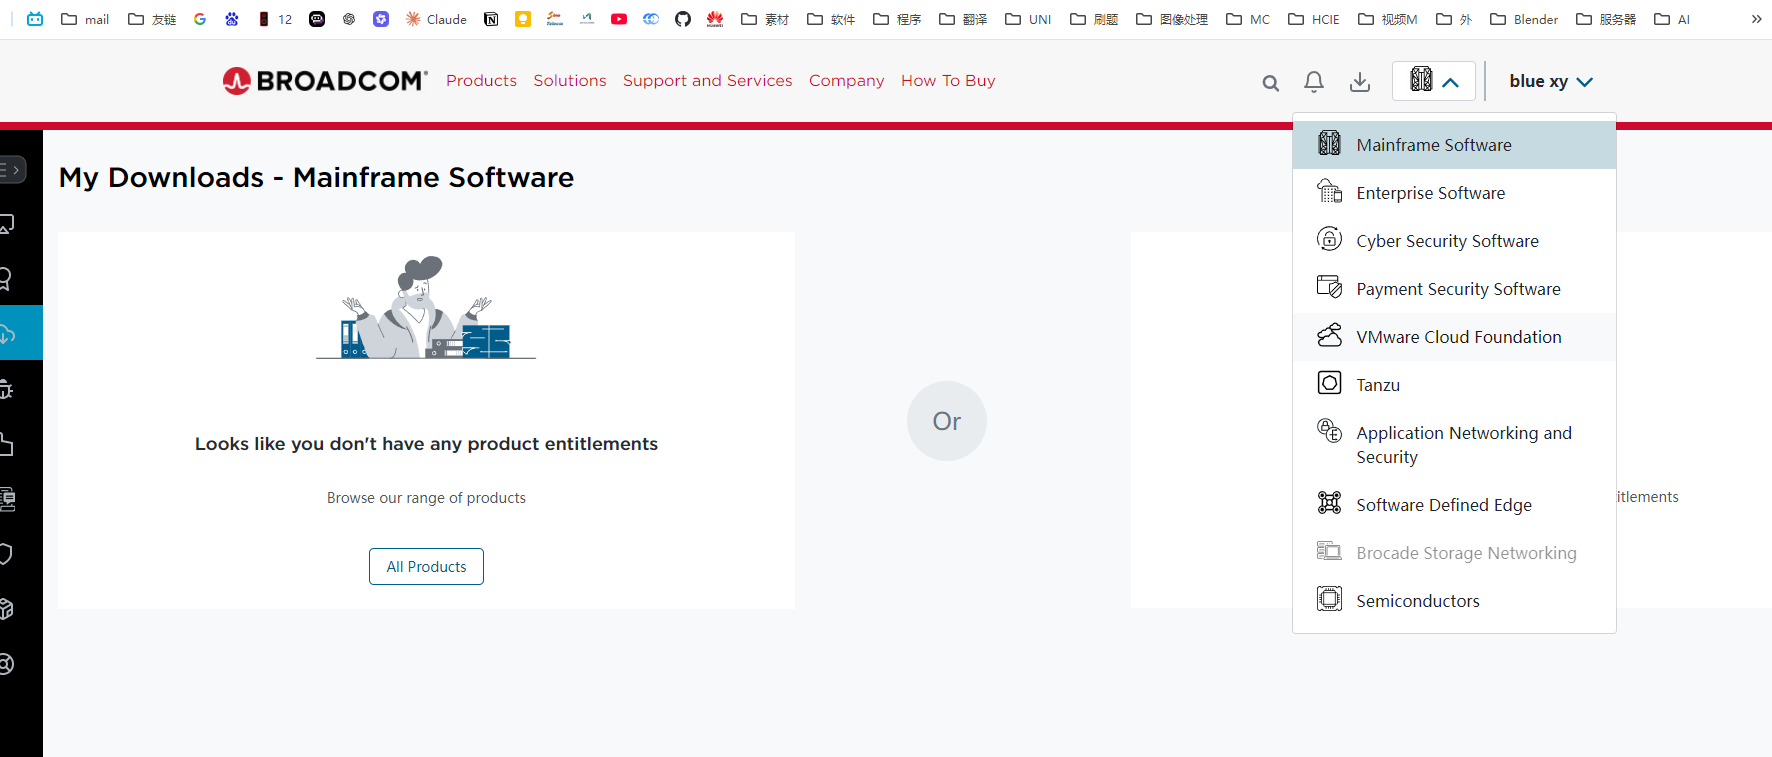 mail 友链 12 Claude 素材 软件 程序 翻译 UNI 刷题 图像处理 MC HCIE 视频M 外 Blender 服务器 AI
BROADCOM Products Solutions Support and Services Company How To Buy blue xy
Mainframe Software
Enterprise Software
Cyber Security Software
Payment Security Software
VMware Cloud Foundation
Tanzu
Application Networking and
Security
Software Defined Edge
Brocade Storage Networking
Semiconductors
My Downloads - Mainframe Software
Looks like you don't have any product entitlements
Browse our range of products
All Products
Or
itlements